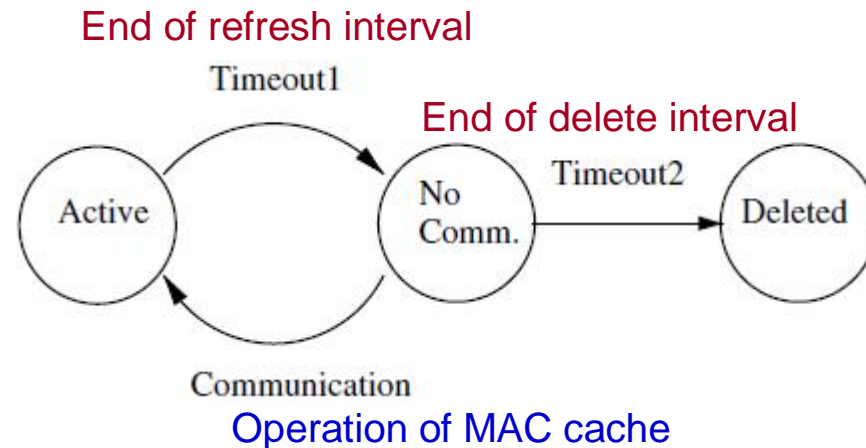 End of refresh interval
Timeout1
End of delete interval
Timeout2
Active
No
Comm.
Deleted
Communication
Operation of MAC cache